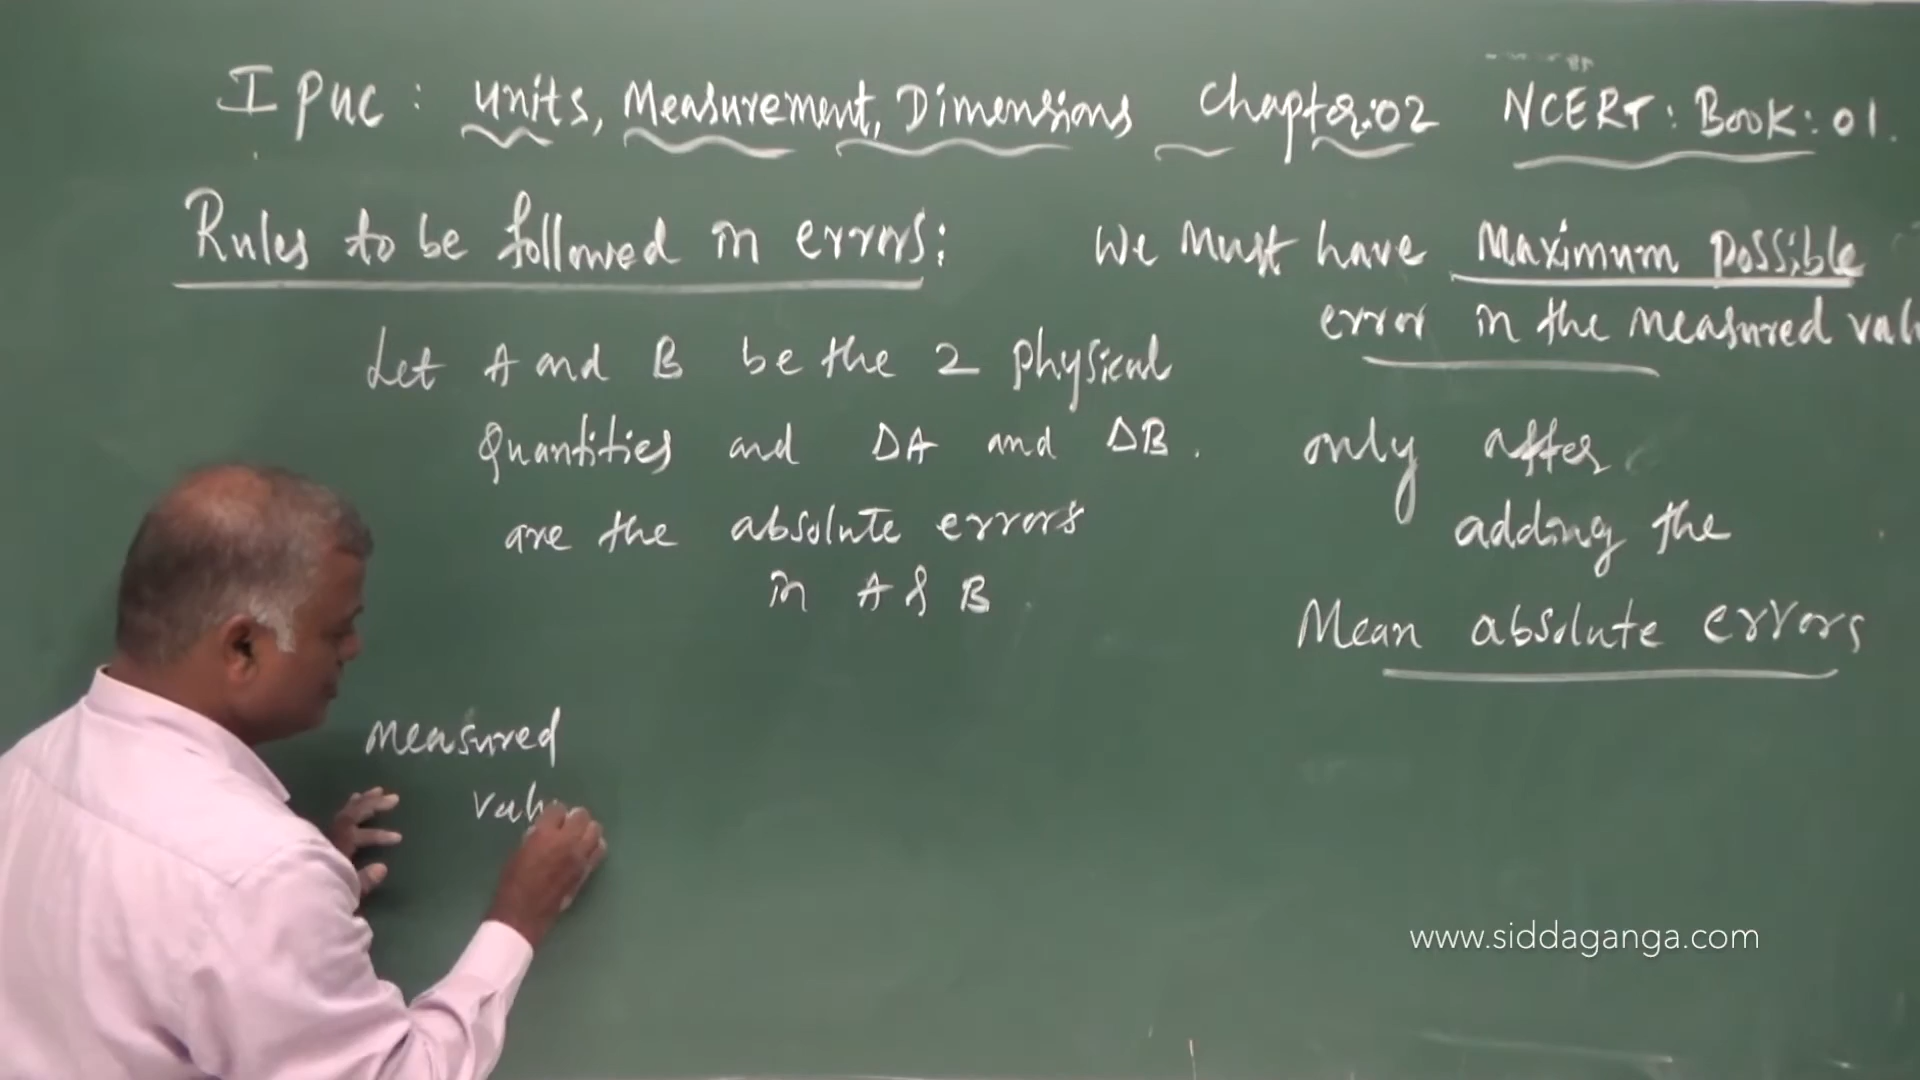 I PUC : units, Measurement, Dimensions Chapter:02 NCERT: Book: 01.
Rules to be followed in errors:
Let A and B be the 2 physical
Quantities and ΔA and ΔB.
are the absolute errors
in A & B
measured
We must have Maximum possible
error in the measured
only after
adding the
Mean absolute errors
www.siddaganga.com